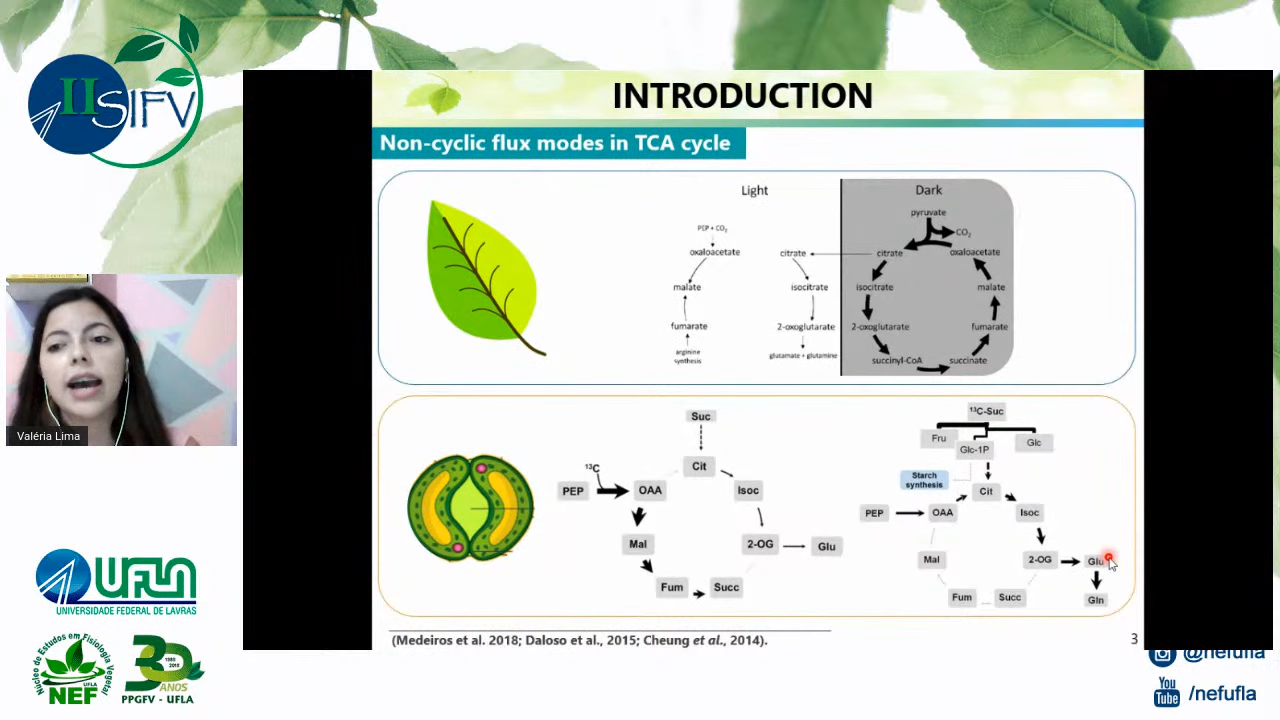 II SIFV
INTRODUCTION
Non-cyclic flux modes in TCA cycle
Light
Dark
PEP + CO₂
oxaloacetate
malate
fumarate
arginine
synthesis
citrate
isocitrate
2-oxoglutarate
glutamate + glutamine
pyruvate
CO₂
citrate
oxaloacetate
isocitrate
malate
2-oxoglutarate
fumarate
succinyl-CoA
succinate
Suc
Cit
¹³C
PEP
OAA
Isoc
Mal
2-OG
Glu
Fum
Succ
¹³C-Suc
Fru
Glc
Glc-1P
Starch
synthesis
Cit
PEP
OAA
Isoc
Mal
2-OG
Glu
Fum
Succ
Gln
(Medeiros et al. 2018; Daloso et al., 2015; Cheung et al., 2014).
3
Valéria Lima
UFLA
UNIVERSIDADE FEDERAL DE LAVRAS
Núcleo de Estudos em Fisiologia Vegetal
UFLA
NEF
30
ANOS
PPGFV - UFLA
@nefufla
You
Tube
/nefufla